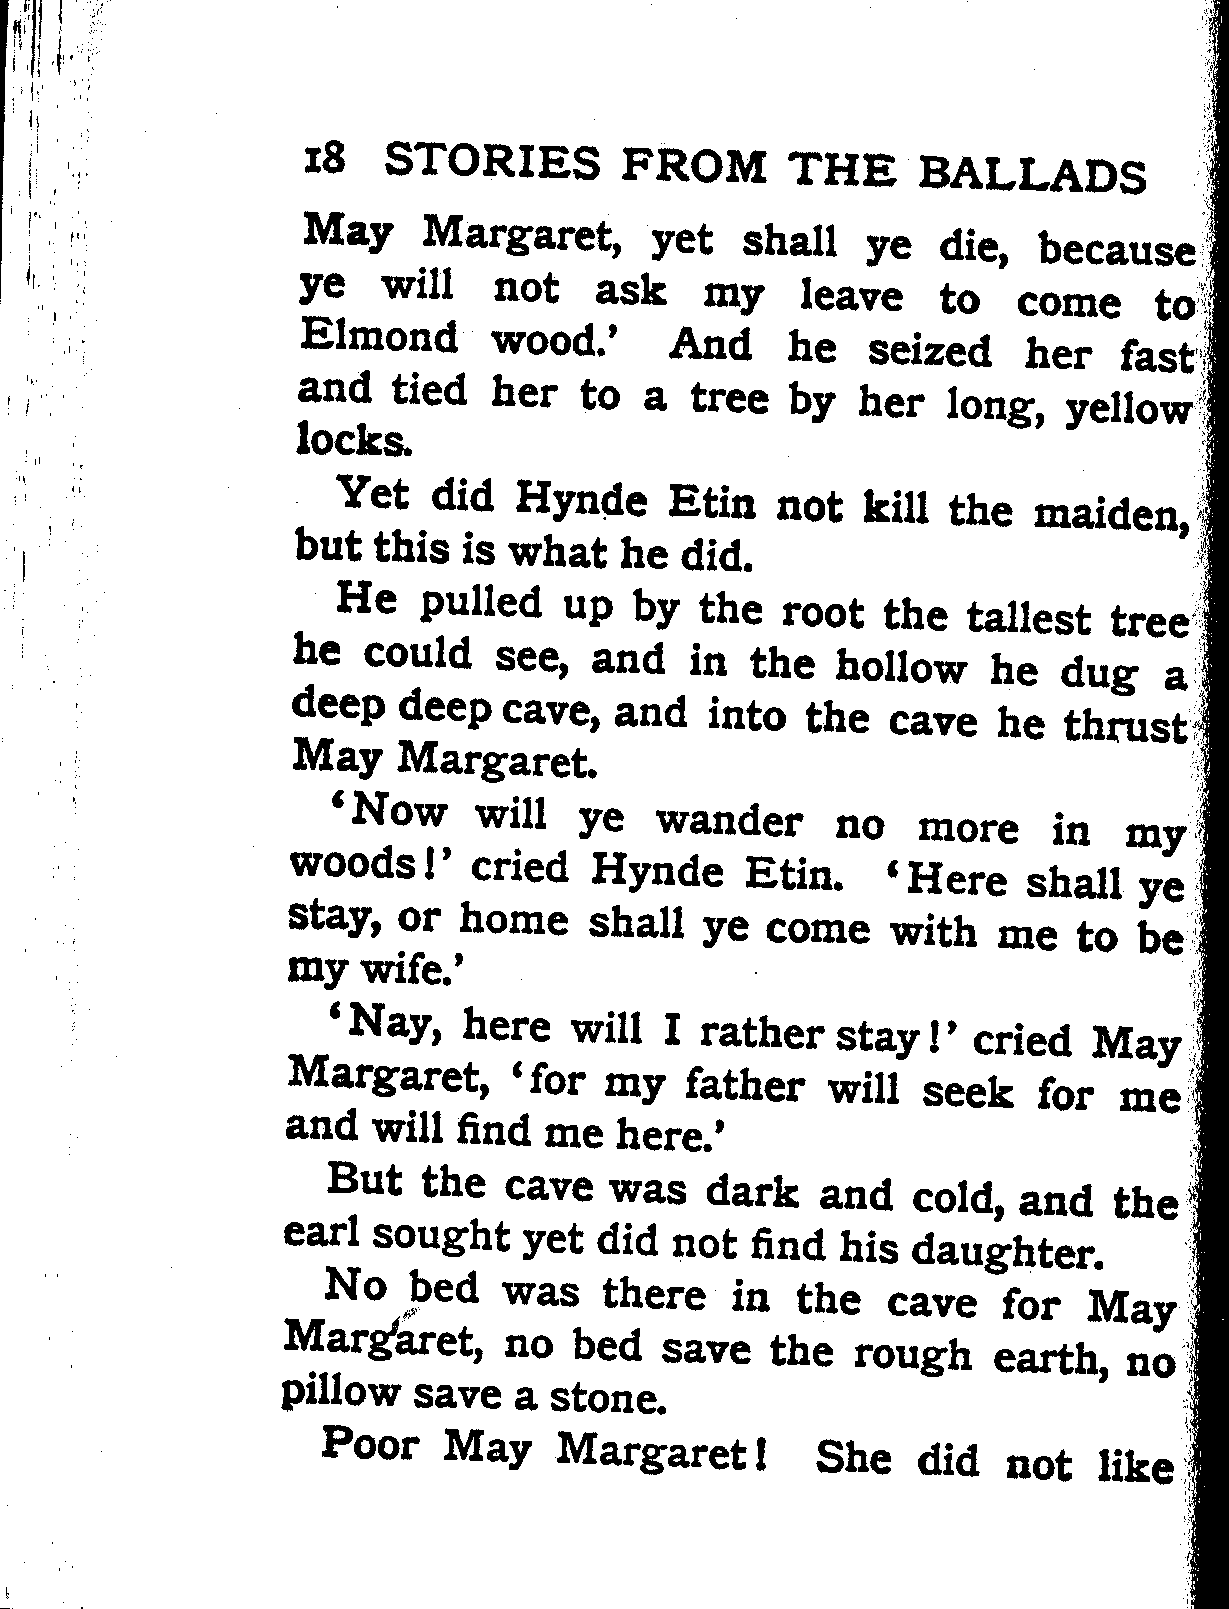 18 STORIES FROM THE BALLADS
May Margaret, yet shall ye die, because
ye will not ask my leave to come to
Elmond wood.’ And he seized her fast
and tied her to a tree by her long, yellow
locks.
Yet did Hynde Etin not kill the maiden,
but this is what he did.
He pulled up by the root the tallest tree
he could see, and in the hollow he dug a
deep deep cave, and into the cave he thrust
May Margaret.
‘Now will ye wander no more in my
woods!’ cried Hynde Etin. ‘Here shall ye
stay, or home shall ye come with me to be
my wife.’
‘Nay, here will I rather stay!’ cried May
Margaret, ‘for my father will seek for me
and will find me here.’
But the cave was dark and cold, and the
earl sought yet did not find his daughter.
No bed was there in the cave for May
Margaret, no bed save the rough earth, no
pillow save a stone.
Poor May Margaret! She did not like